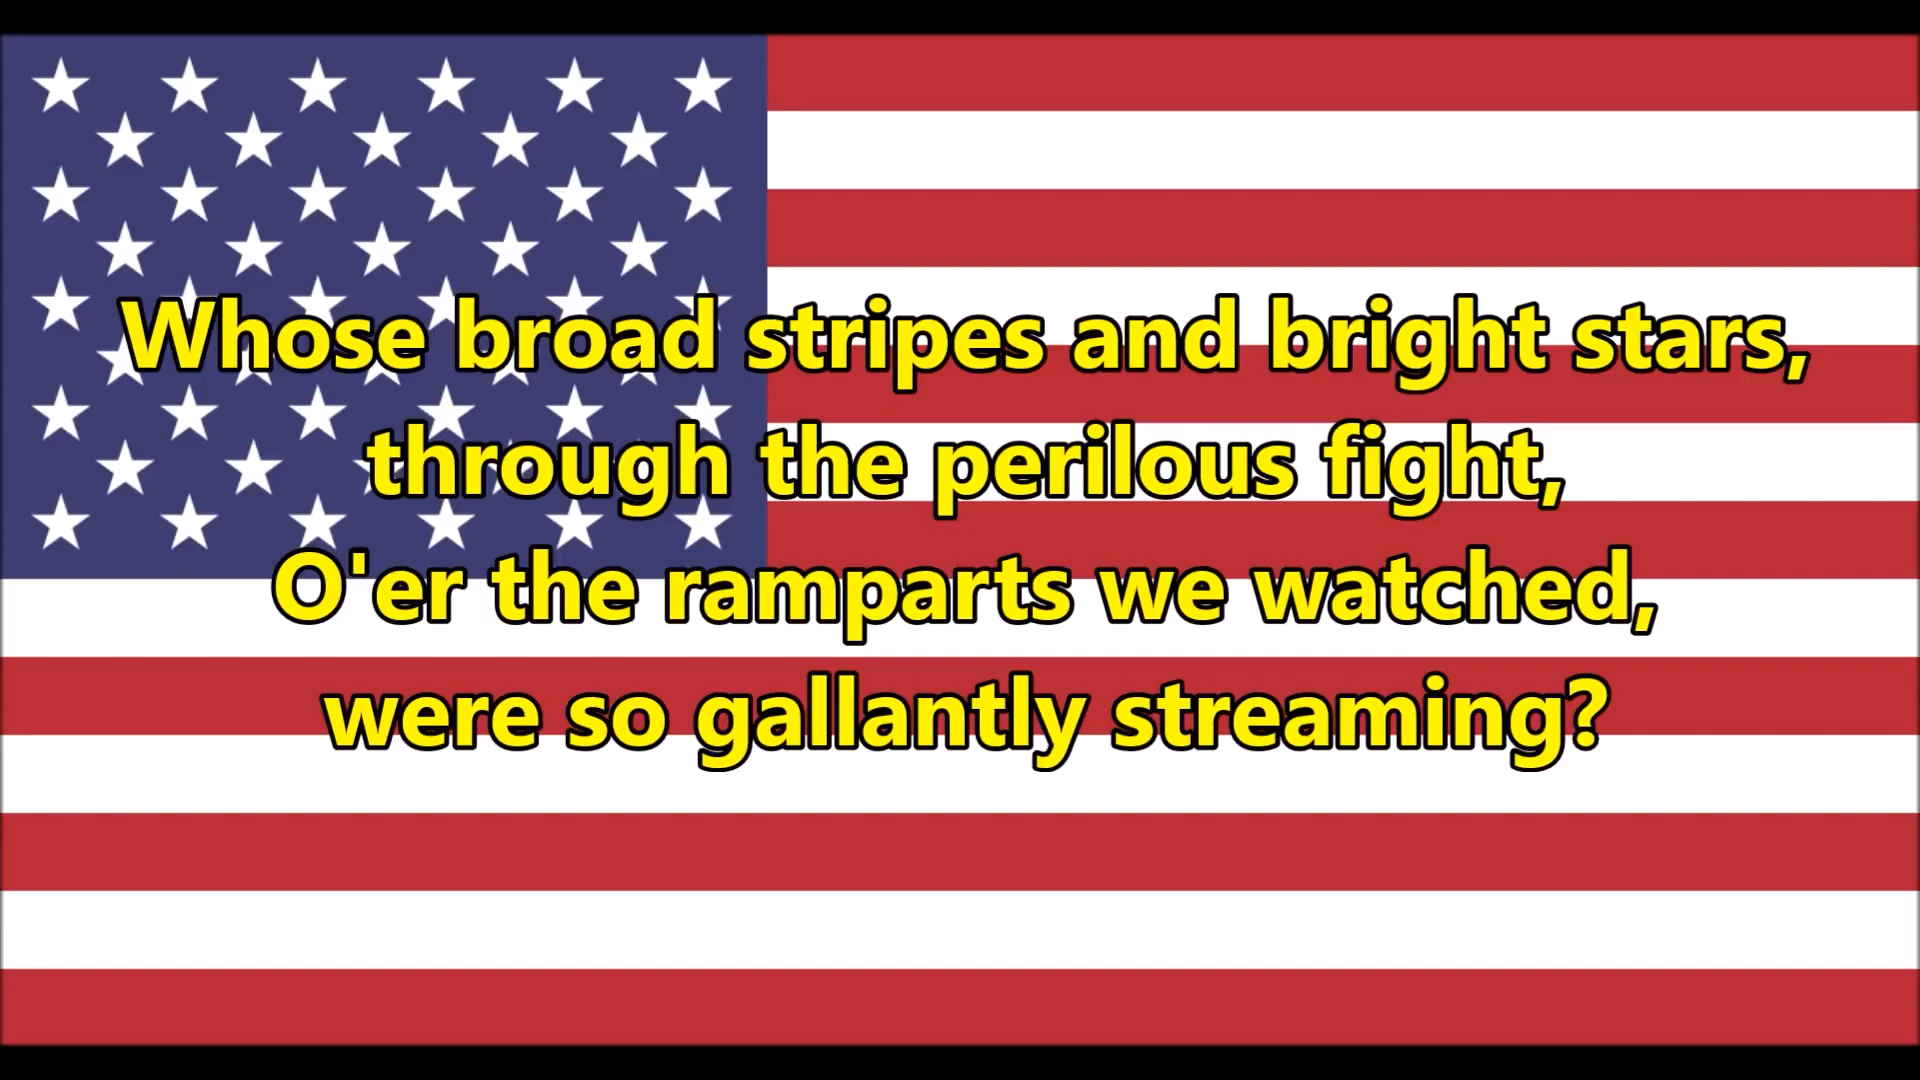 Whose broad stripes and bright stars,
through the perilous fight,
O'er the ramparts we watched,
were so gallantly streaming?